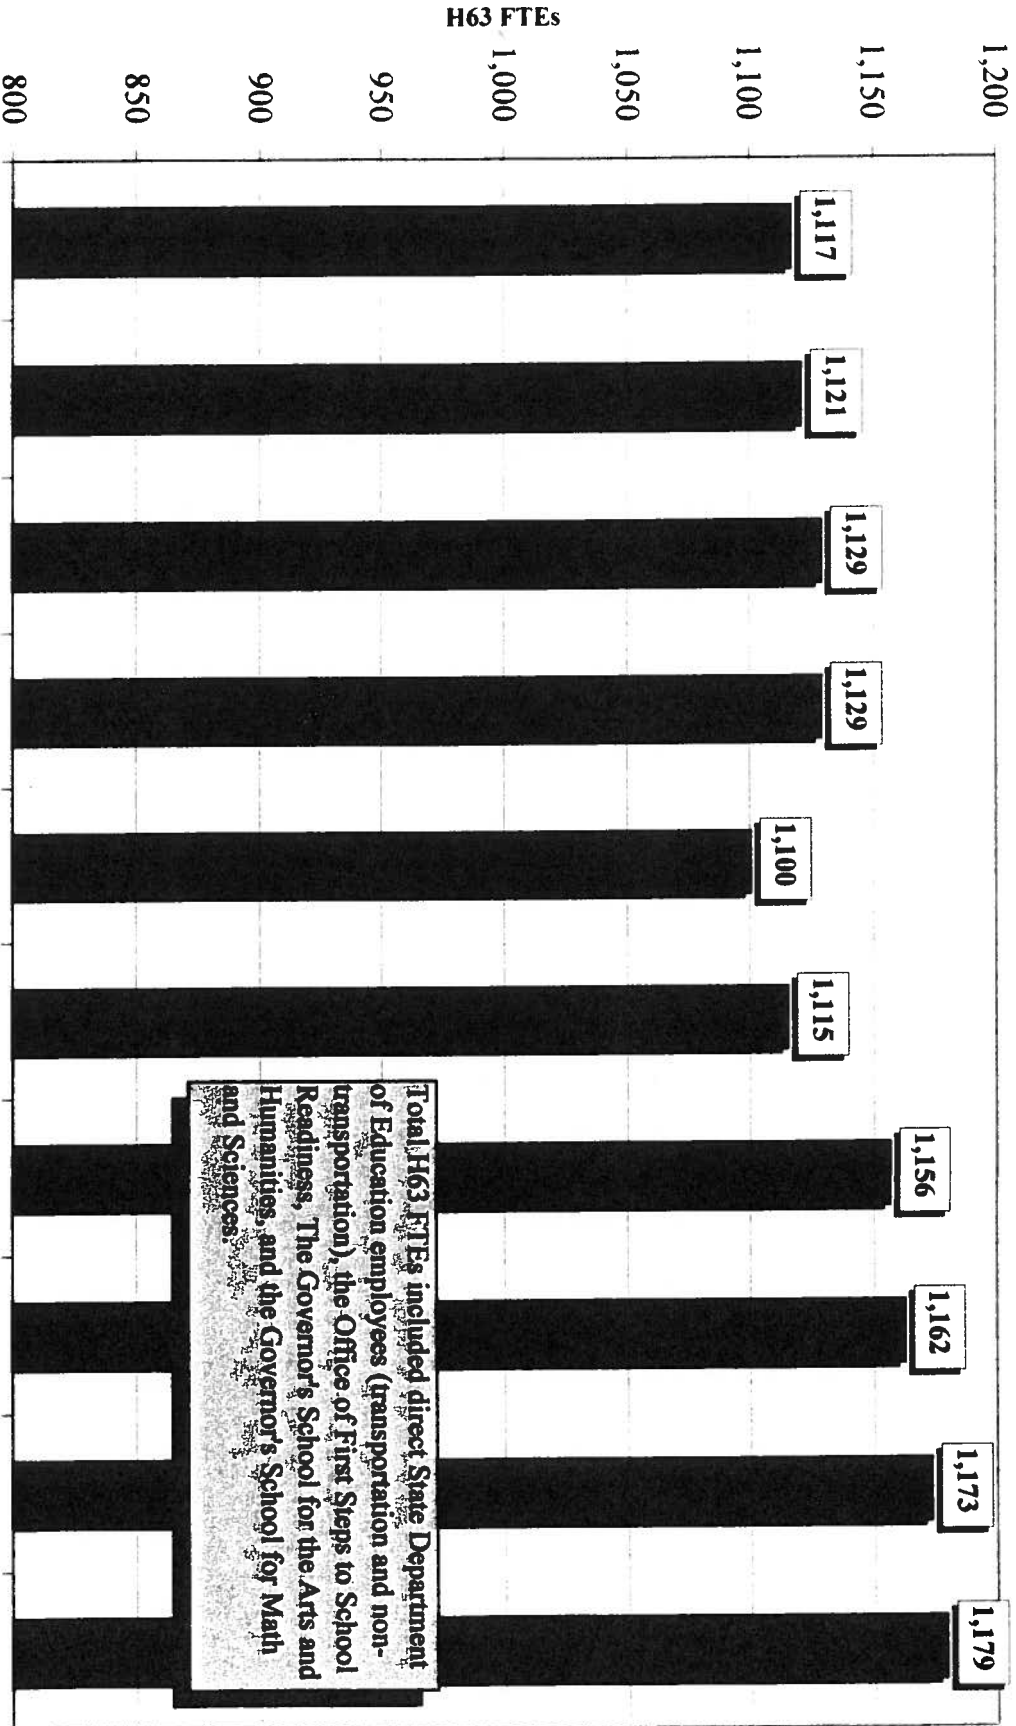 H63 FTEs
1,200
1,150
1,100
1,050
1,000
950
900
850
800
1,117
1,121
1,129
1,129
1,100
1,115
1,156
1,162
1,173
1,179
Total H63 FTEs included direct State Department
of Education employees (transportation and non-
transportation), the Office of First Steps to School
Readiness, The Governor's School for the Arts and
Humanities, and the Governor's School for Math
and Sciences.